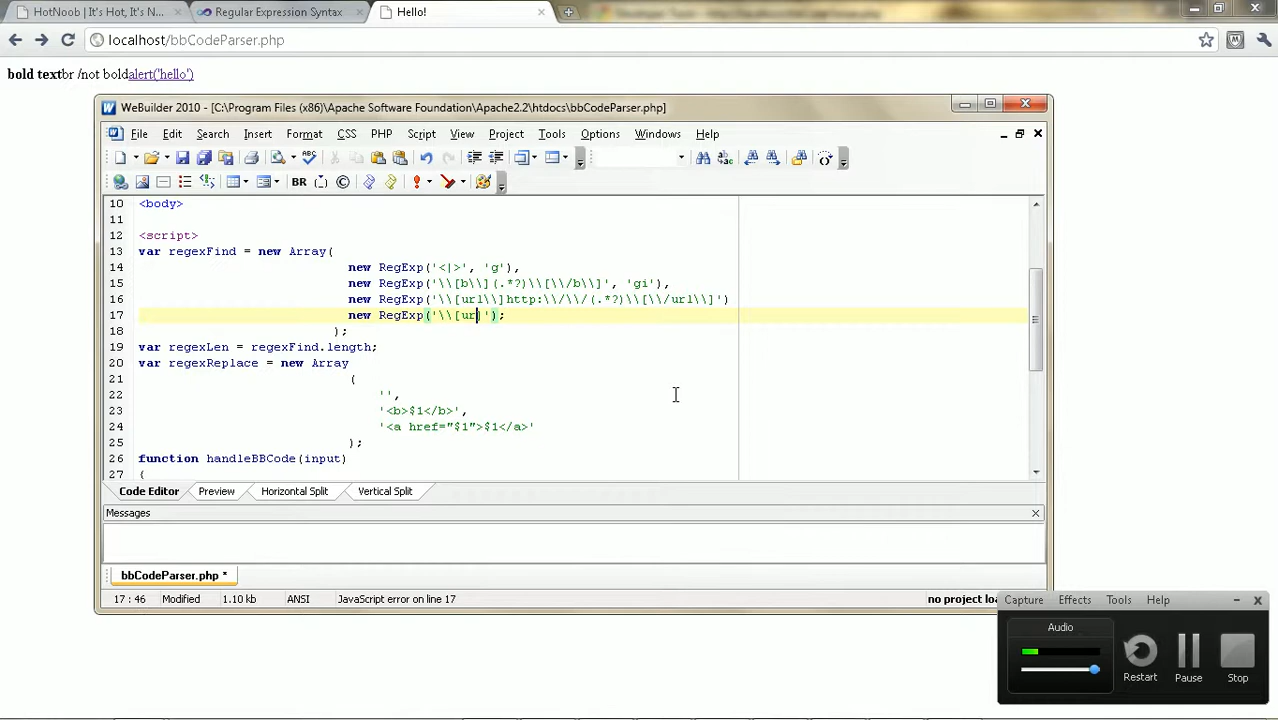 HotNoob | It's Hot, It's N...
Regular Expression Syntax
Hello!
localhost/bbCodeParser.php
bold textbr /not boldalert('hello')
WeBuilder 2010 - [C:\Program Files (x86)\Apache Software Foundation\Apache2.2\htdocs\bbCodeParser.php]
File Edit Search Insert Format CSS PHP Script View Project Tools Options Windows Help
BR
10 <body>
11
12 <script>
13 var regexFind = new Array(
14 new RegExp('<|>', 'g'),
15 new RegExp('\\[b\\](.*?)\\[\\/b\\]', 'gi'),
16 new RegExp('\\[url\\]http:\\/\\/(.*?)\\[\\/url\\]')
17 new RegExp('\\[ur)');
18 );
19 var regexLen = regexFind.length;
20 var regexReplace = new Array
21 (
22 '',
23 '<b>$1</b>',
24 '<a href="$1">$1</a>'
25 );
26 function handleBBCode(input)
27 {
Code Editor Preview Horizontal Split Vertical Split
Messages
bbCodeParser.php *
17 : 46 Modified 1.10 kb ANSI JavaScript error on line 17 no project loa
Capture Effects Tools Help
Audio
Restart Pause Stop